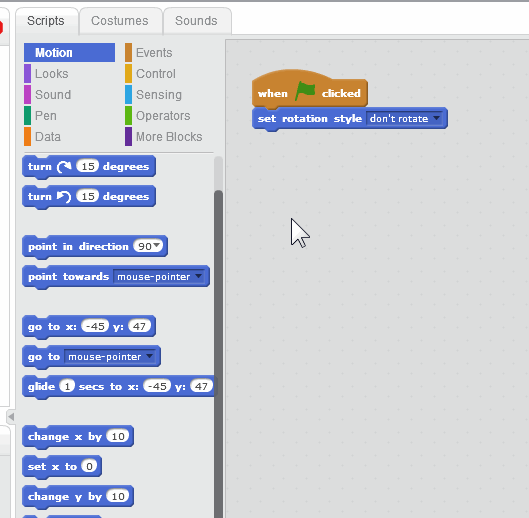 Scripts Costumes Sounds
Motion Events
Looks Control
Sound Sensing
Pen Operators
Data More Blocks
when clicked
set rotation style don't rotate
turn 15 degrees
turn 15 degrees
point in direction 90
point towards mouse-pointer
go to x: -45 y: 47
go to mouse-pointer
glide 1 secs to x: -45 y: 47
change x by 10
set x to 0
change y by 10